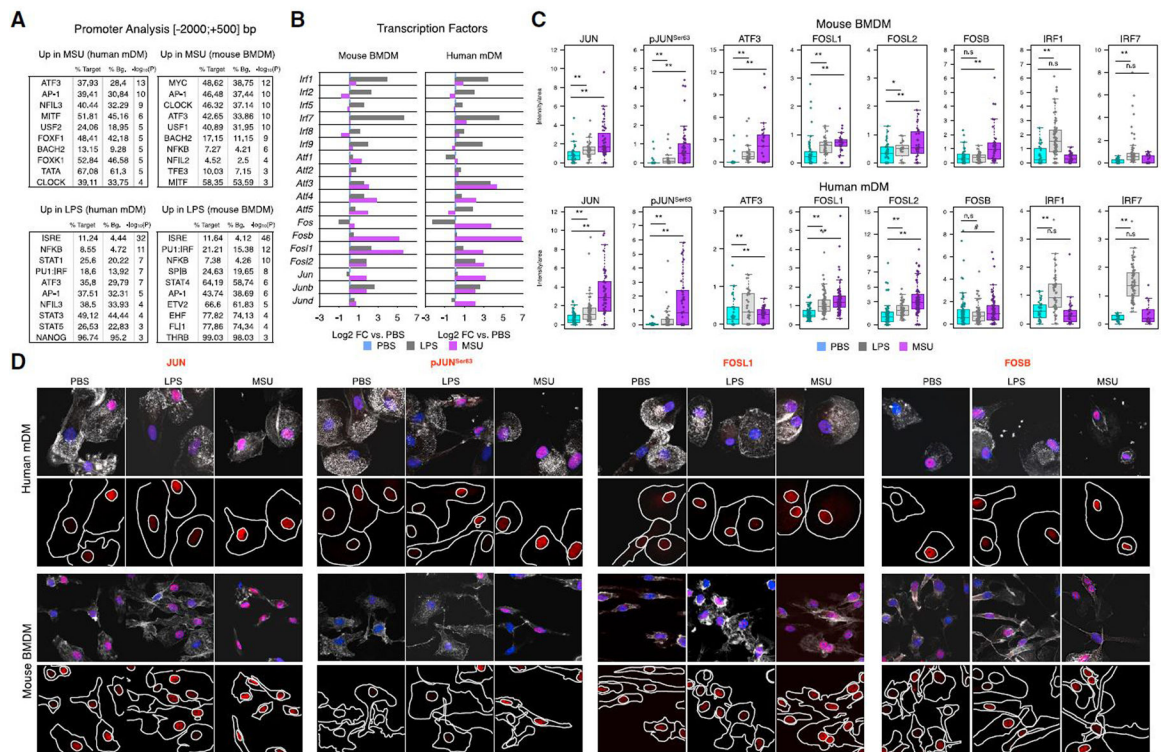 A
Promoter Analysis [-2000;+500] bp
Up in MSU (human mDM)
% Target % Bg. -log10(P)
ATF3 37,93 28,4 13
AP-1 39,41 30,84 10
NFIL3 40.44 32.29 9
MITF 51,81 45.16 6
USF2 24,06 18,95 5
FOXF1 48,41 42,18 5
BACH2 13.15 9.28 5
FOXK1 52,84 46.58 5
TATA 67,08 61,3 5
CLOCK 39,11 33,75 4
Up in MSU (mouse BMDM)
% Target % Bg. -log10(P)
MYC 48,62 38,75 12
AP-1 46,48 37,44 10
CLOCK 46.32 37.14 10
ATF3 42.65 33.86 10
USF1 40.89 31,95 10
BACH2 17,15 11,15 9
NFKB 7.27 4.21 6
NFIL2 4.52 2.5 4
TFE3 10,03 7,15 3
MITF 58,35 53,59 3
Up in LPS (human mDM)
% Target % Bg. -log10(P)
ISRE 11.24 4,44 32
NFKB 8.55 4.72 11
STAT1 25,6 20.22 7
PU1:IRF 18,6 13,92 7
ATF3 35,8 29,79 7
AP-1 37,51 32,31 5
NFIL3 38.5 33,93 4
STAT3 49,12 44,44 4
STAT5 26,53 22,83 3
NANOG 96.74 95.2 3
Up in LPS (mouse BMDM)
% Target % Bg. -log10(P)
ISRE 11,64 4.12 46
PU1:IRF 21,21 15,38 12
NFKB 7.38 4.26 10
SPIB 24,63 19,65 8
STAT4 64,19 58,74 6
AP-1 43.74 38,69 6
ETV2 66.6 61,83 5
EHF 77,82 74,13 4
FLI1 77,86 74,34 4
THRB 99.03 98.03 3
B
Transcription Factors
Mouse BMDM Human mDM
Irf1
Irf2
Irf5
Irf7
Irf8
Irf9
Atf1
Atf2
Atf3
Atf4
Atf5
Fos
Fosb
Fosl1
Fosl2
Jun
Junb
Jund
-3 -1 1 3 5 7 -3 -1 1 3 5 7
Log2 FC vs. PBS Log2 FC vs. PBS
PBS LPS MSU
C
Mouse BMDM
JUN pJUNSer63 ATF3 FOSL1 FOSL2 FOSB IRF1 IRF7
Intensity/area
Human mDM
JUN pJUNSer63 ATF3 FOSL1 FOSL2 FOSB IRF1 IRF7
Intensity/area
PBS LPS MSU
D
JUN pJUNSer63 FOSL1 FOSB
PBS LPS MSU PBS LPS MSU PBS LPS MSU PBS LPS MSU
Human mDM
Mouse BMDM